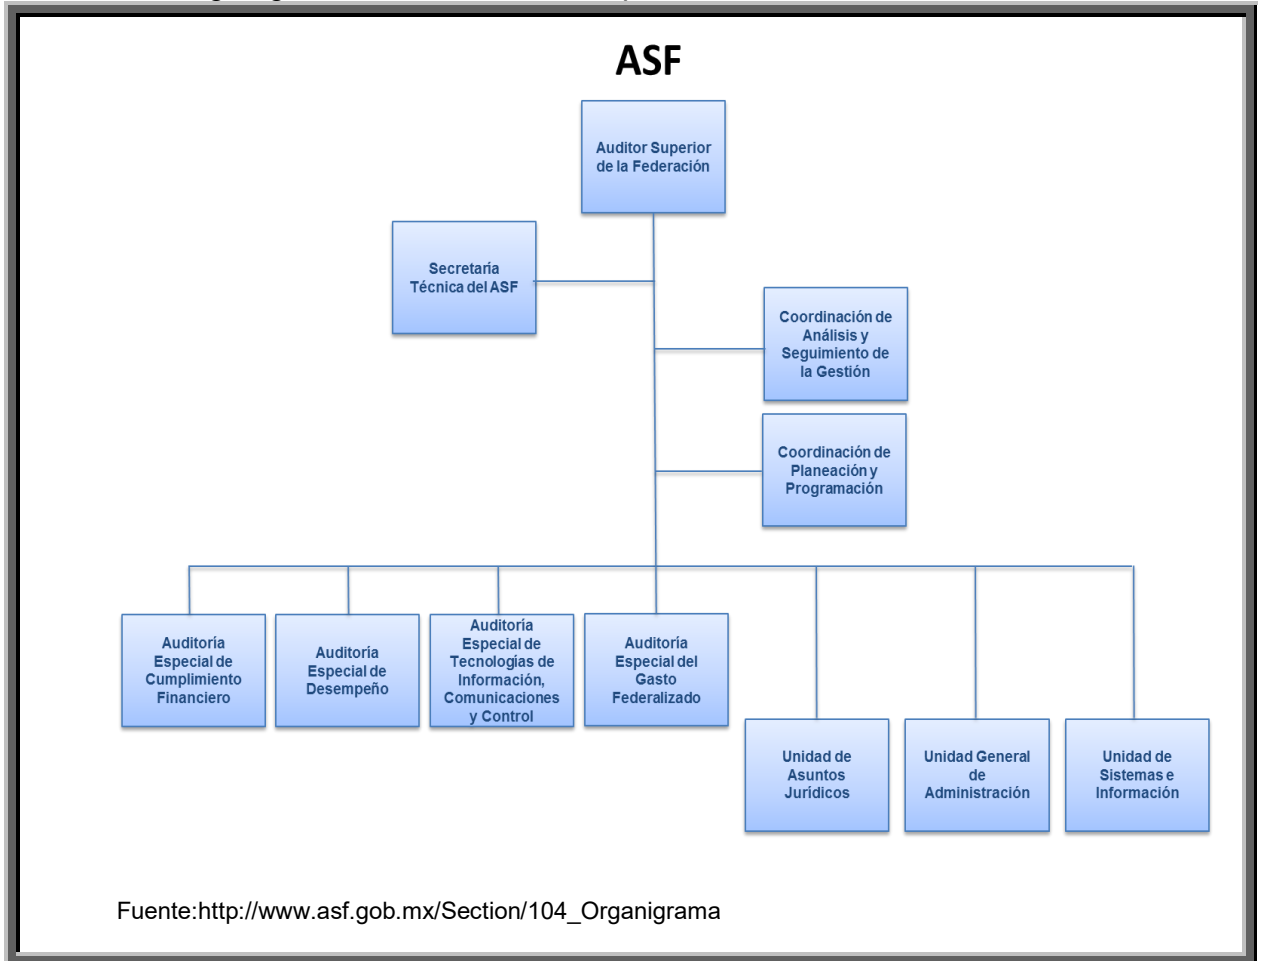 ASF
Auditor Superior
de la Federación
Secretaría
Técnica del ASF
Coordinación de
Análisis y
Seguimiento de
la Gestión
Coordinación de
Planeación y
Programación
Auditoría
Especial de
Cumplimiento
Financiero
Auditoría
Especial de
Desempeño
Auditoría
Especial de
Tecnologías de
Información,
Comunicaciones
y Control
Auditoría
Especial del
Gasto
Federalizado
Unidad de
Asuntos
Jurídicos
Unidad General
de
Administración
Unidad de
Sistemas e
Información
Fuente:http://www.asf.gob.mx/Section/104_Organigrama